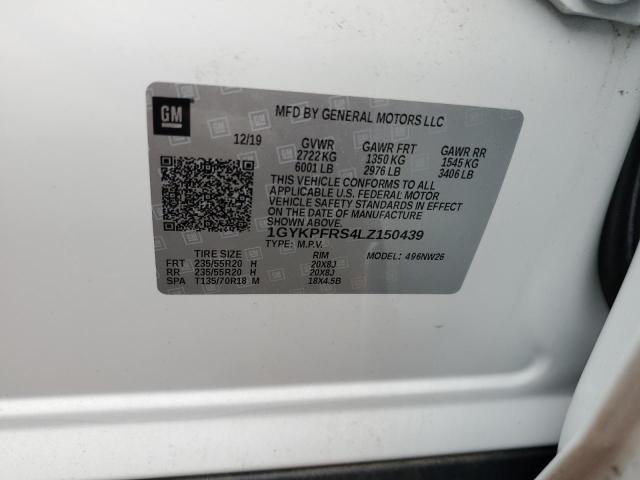 GM
MFD BY GENERAL MOTORS LLC
12/19 GVWR GAWR FRT GAWR RR
2722 KG 1350 KG 1545 KG
6001 LB 2976 LB 3406 LB
THIS VEHICLE CONFORMS TO ALL
APPLICABLE U.S. FEDERAL MOTOR
VEHICLE SAFETY STANDARDS IN
EFFECT ON THE DATE OF MANUFACTURE
SHOWN ABOVE.
1GYKPFRS4LZ150439
TYPE: M.P.V. MODEL: 496NW26
TIRE SIZE RIM
FRT 235/55R20 H 20X8J
RR 235/55R20 H 20X8J
SPA T135/70R18 M 18X4.5B